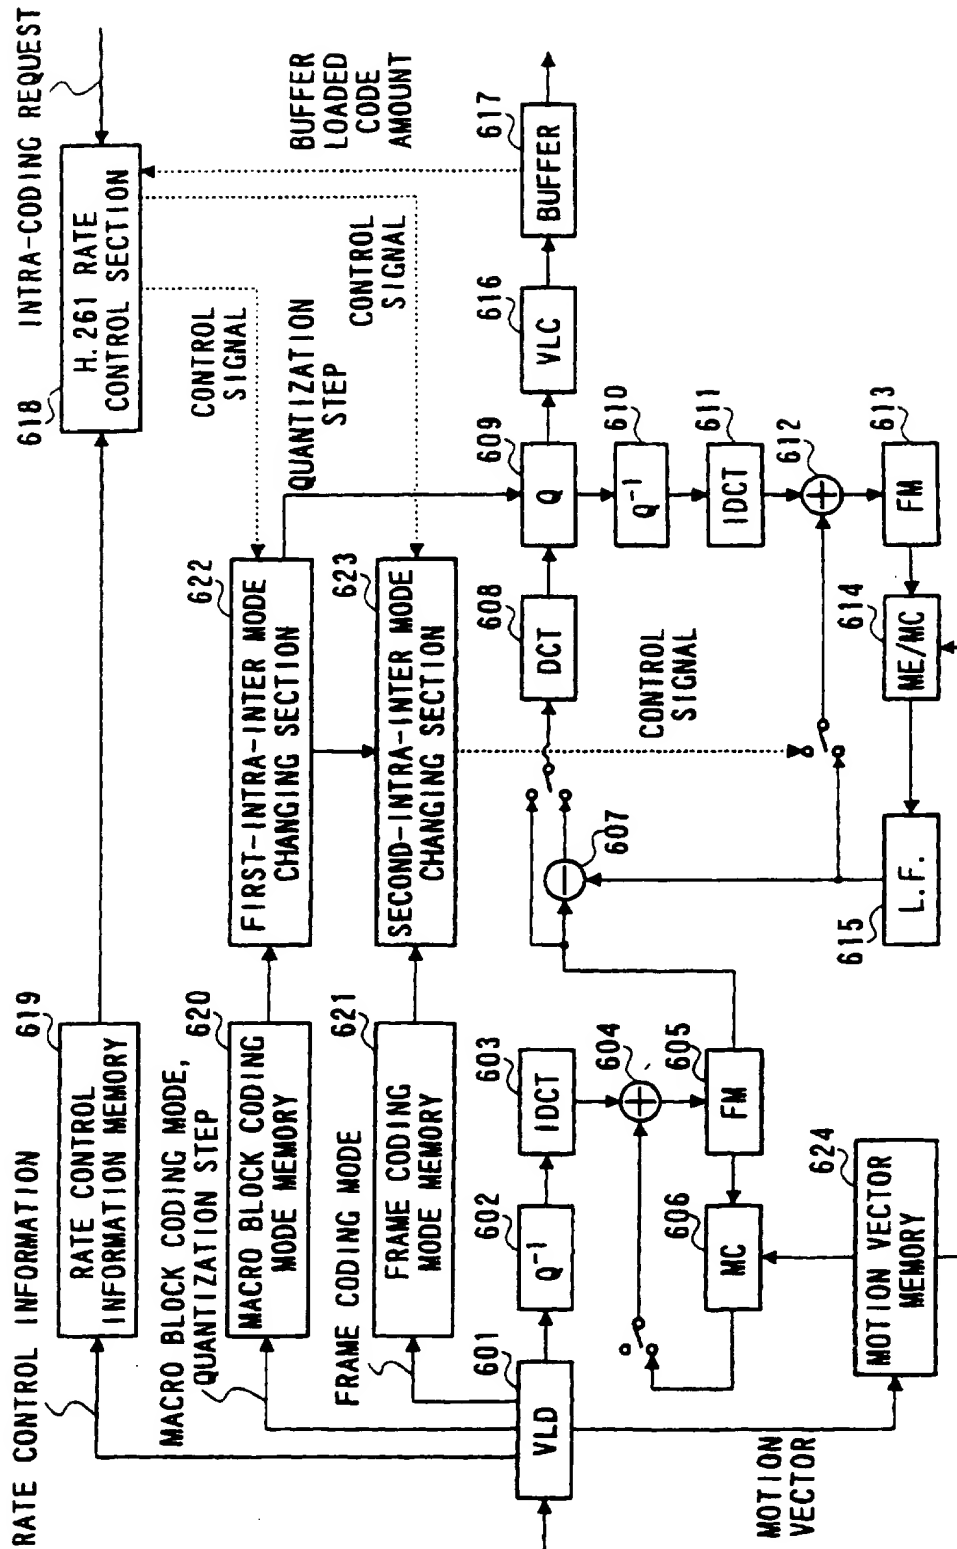 RATE CONTROL INFORMATION
619
RATE CONTROL
INFORMATION MEMORY
618
H.261 RATE
CONTROL SECTION
INTRA-CODING REQUEST
MACRO BLOCK CODING MODE,
QUANTIZATION STEP
620
MACRO BLOCK CODING
MODE MEMORY
622
FIRST-INTRA-INTER MODE
CHANGING SECTION
CONTROL
SIGNAL
QUANTIZATION
STEP
FRAME CODING MODE
621
FRAME CODING
MODE MEMORY
623
SECOND-INTRA-INTER MODE
CHANGING SECTION
CONTROL
SIGNAL
BUFFER
LOADED
CODE
AMOUNT
601
VLD
602
Q-1
603
IDCT
604
605
FM
606
MC
607
608
DCT
609
Q
616
VLC
617
BUFFER
610
Q-1
611
IDCT
612
613
FM
614
ME/MC
615
L.F.
CONTROL
SIGNAL
624
MOTION VECTOR
MEMORY
MOTION
VECTOR